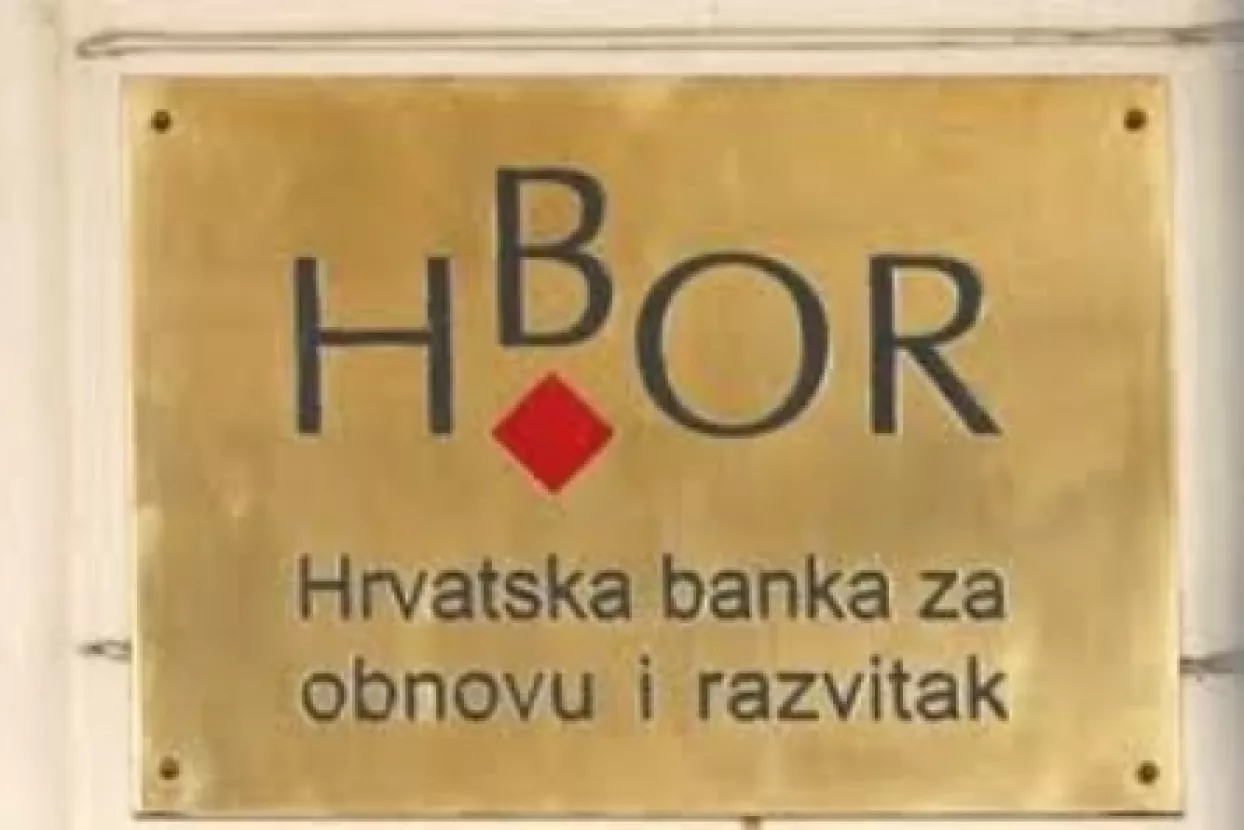 HBOR
Hrvatska banka za
obnovu i razvitak